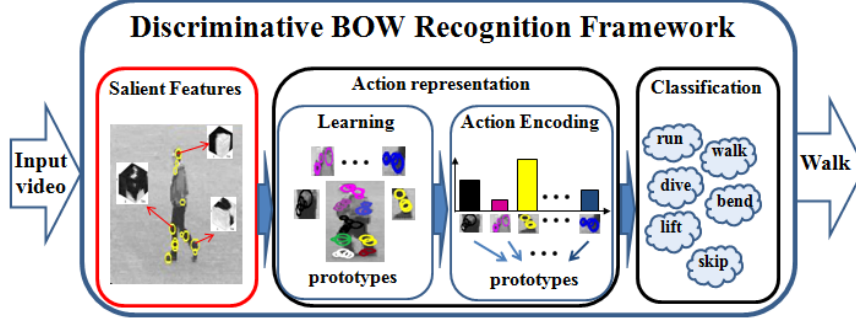 Discriminative BOW Recognition Framework
Input
video
Salient Features
Action representation
Learning
• • •
prototypes
Action Encoding
• • •
• • •
prototypes
Classification
run
walk
dive
bend
lift
skip
Walk